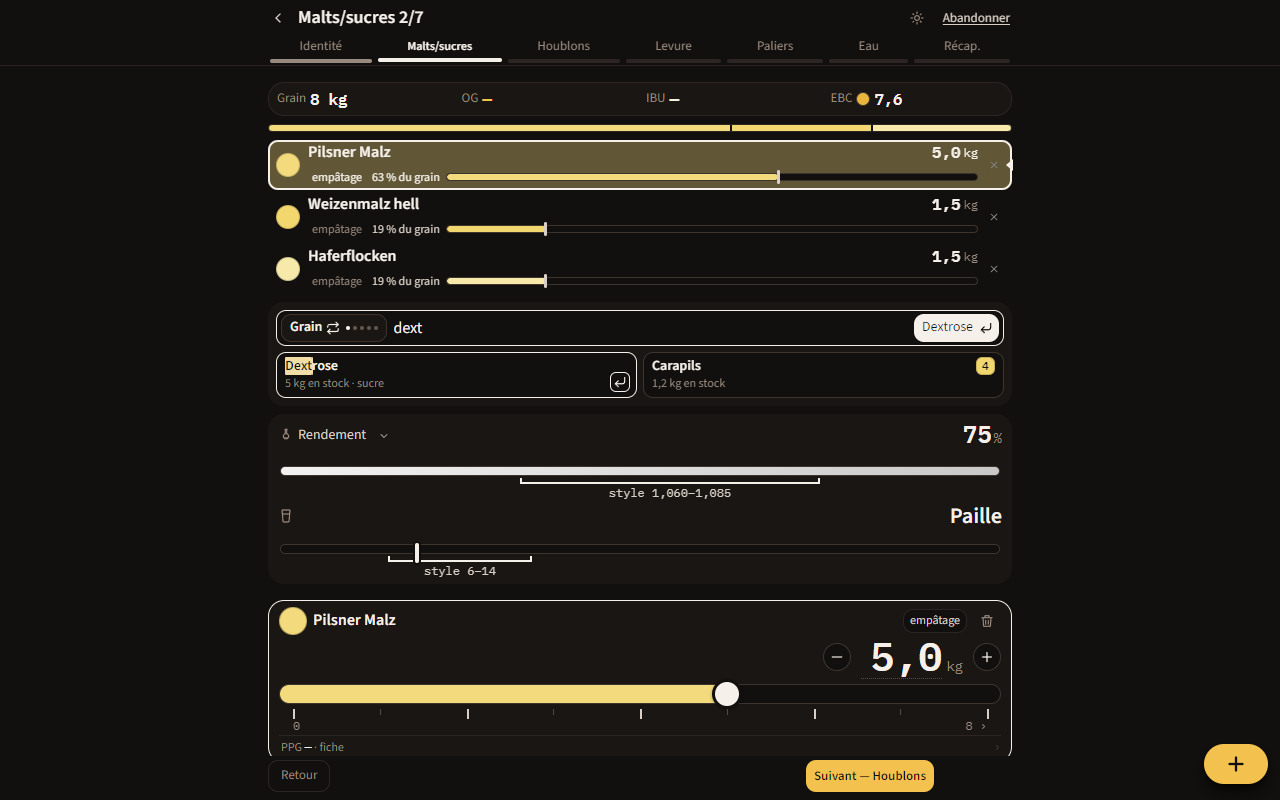 Malts/sucres 2/7
Abandonner
Identité
Malts/sucres
Houblons
Levure
Paliers
Eau
Récap.
Grain 8 kg
OG —
IBU —
EBC 7,6
Pilsner Malz
5,0 kg
empâtage 63 % du grain
Weizenmalz hell
1,5 kg
empâtage 19 % du grain
Haferflocken
1,5 kg
empâtage 19 % du grain
Grain dext
Dextrose
Dextrose
5 kg en stock · sucre
Carapils
4
1,2 kg en stock
Rendement
75%
style 1,060–1,085
Paille
style 6–14
Pilsner Malz
empâtage
5,0 kg
0
8 ›
PPG — · fiche
Retour
Suivant — Houblons